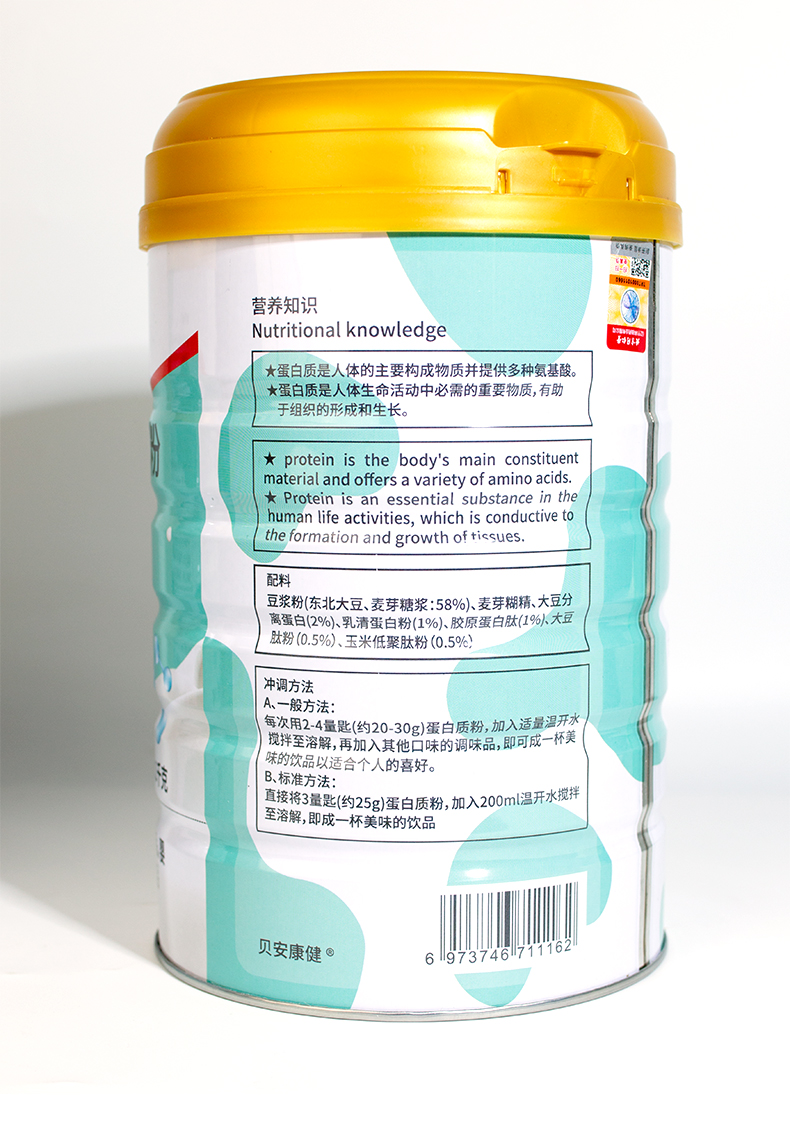 营养知识
Nutritional knowledge
★蛋白质是人体的主要构成物质并提供多种氨基酸。
★蛋白质是人体生命活动中必需的重要物质，有助
于组织的形成和生长。
★ protein is the body's main constituent
material and offers a variety of amino acids.
★ Protein is an essential substance in the
human life activities, which is conductive to
the formation and growth of tissues.
配料
豆浆粉(东北大豆、麦芽糖浆：58%)、麦芽糊精、大豆分
离蛋白(2%)、乳清蛋白粉(1%)、胶原蛋白肽(1%)、大豆
肽粉(0.5%)、玉米低聚肽粉(0.5%)
冲调方法
A、一般方法：
每次用2-4量匙(约20-30g)蛋白质粉，加入适量温开水
搅拌至溶解，再加入其他口味的调味品，即可成一杯美
味的饮品以适合个人的喜好。
B、标准方法：
直接将3量匙(约25g)蛋白质粉，加入200ml温开水搅拌
至溶解，即成一杯美味的饮品
贝安康健®
6 973746 711162
粉
千克